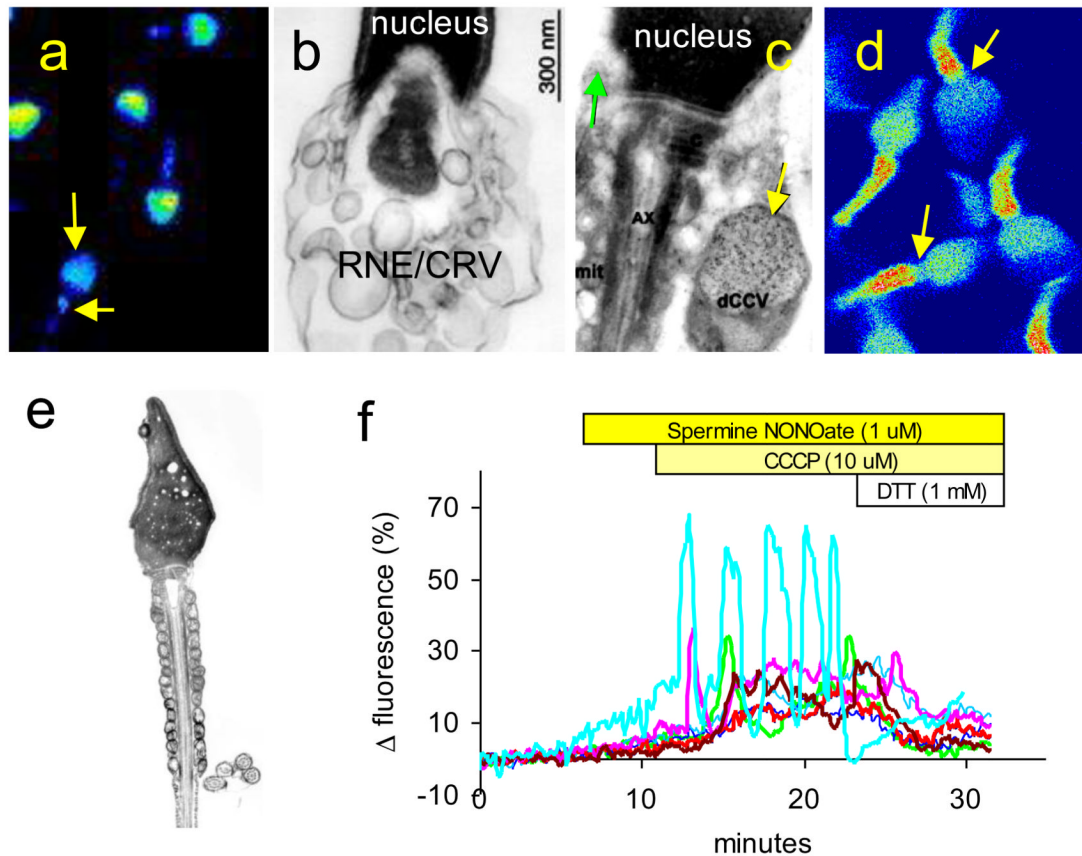 a
b
nucleus
300 nm
RNE/CRV
nucleus
c
AX
mit
dCCV
d
e
f
Spermine NONOate (1 uM)
CCCP (10 uM)
DTT (1 mM)
Δ fluorescence (%)
70
50
30
10
-10
0
10
20
30
minutes